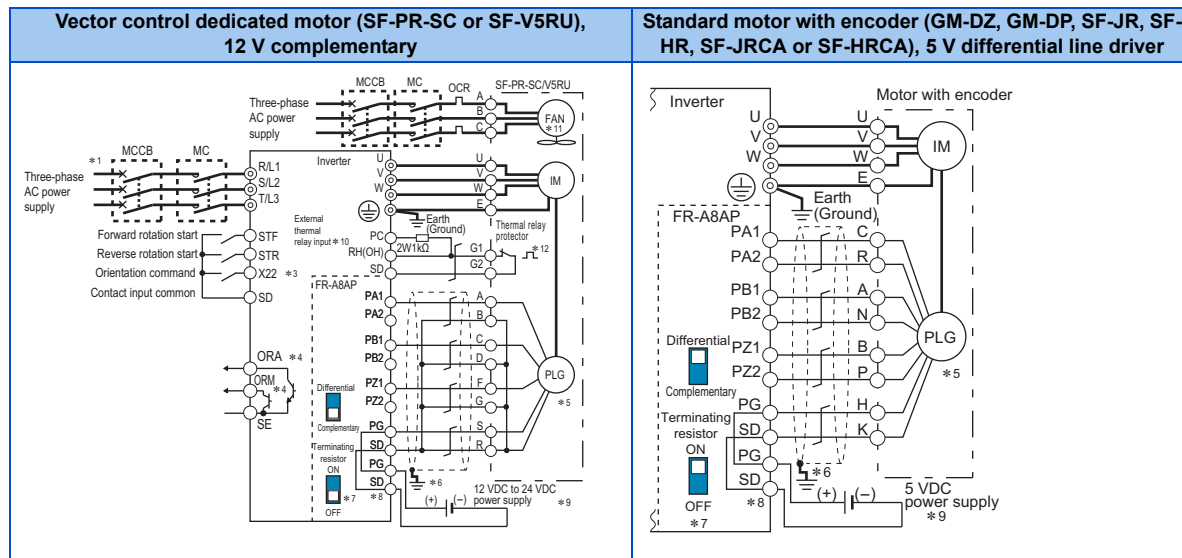 Vector control dedicated motor (SF-PR-SC or SF-V5RU),
12 V complementary
Standard motor with encoder (GM-DZ, GM-DP, SF-JR, SF-
HR, SF-JRCA or SF-HRCA), 5 V differential line driver
MCCB
MC
OCR
SF-PR-SC/V5RU
Three-phase
AC power
supply
A
B
C
FAN
*11
*1
MCCB
MC
Three-phase
AC power
supply
R/L1
S/L2
T/L3
Inverter
U
V
W
U
V
W
E
IM
Earth
(Ground)
Forward rotation start
Reverse rotation start
Orientation command
Contact input common
STF
STR
X22 *3
SD
External
thermal
relay input *10
PC
RH(OH)
SD
2W1kΩ
G1
G2
Thermal relay
protector
*12
FR-A8AP
PA1
PA2
PB1
PB2
PZ1
PZ2
PG
SD
PG
SD
A
B
C
D
F
G
S
R
PLG
*5
Differential
Complementary
Terminating
resistor
ON
OFF
*7
*8
*6
(+)
(−)
12 VDC to 24 VDC
power supply
*9
ORA *4
ORM
*4
SE
Inverter
Motor with encoder
U
V
W
U
V
W
E
IM
Earth
(Ground)
FR-A8AP
PA1
PA2
PB1
PB2
PZ1
PZ2
PG
SD
PG
SD
C
R
A
N
B
P
H
K
PLG
*5
Differential
Complementary
Terminating
resistor
ON
OFF
*7
*8
*6
(+)
(−)
5 VDC
power supply
*9